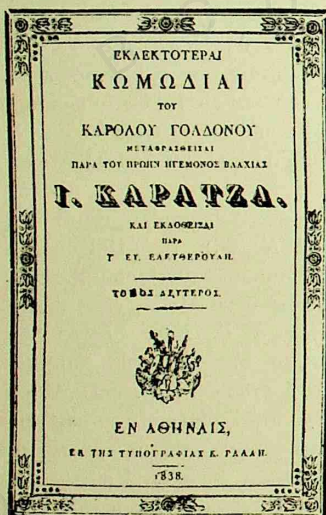 ΕΚΛΕΚΤΟΤΕΡΑΙ
ΚΩΜΩΔΙΑΙ
ΤΟΥ
ΚΑΡΟΛΟΥ ΓΟΛΔΟΝΟΥ
ΜΕΤΑΦΡΑΣΘΕΙΣΑΙ
ΠΑΡΑ ΤΟΥ ΠΡΩΗΝ ΗΓΕΜΟΝΟΣ ΒΛΑΧΙΑΣ
Ι. ΚΑΡΑΤΖΑ.
ΚΑΙ ΕΚΔΟΘΕΙΣΑΙ
ΠΑΡΑ
Γ ΕΥ. ΕΛΕΥΘΕΡΟΥΔΗ.
ΤΟΜΟΣ ΔΕΥΤΕΡΟΣ.
ΕΝ ΑΘΗΝΑΙΣ,
ΕΚ ΤΗΣ ΤΥΠΟΓΡΑΦΙΑΣ Κ.
1838.